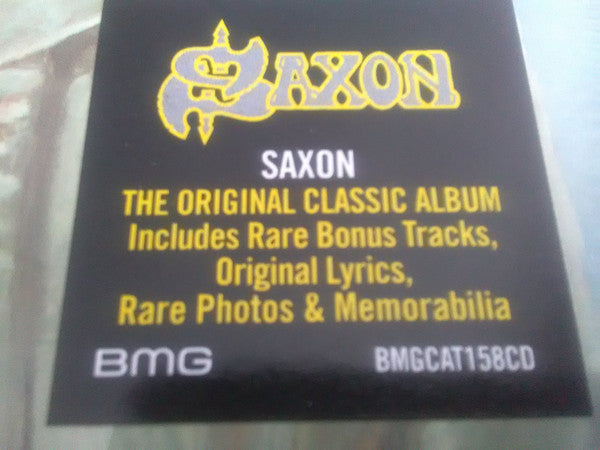 SAXON
SAXON
THE ORIGINAL CLASSIC ALBUM
Includes Rare Bonus Tracks,
Original Lyrics,
Rare Photos & Memorabilia
BMG BMGCAT158CD